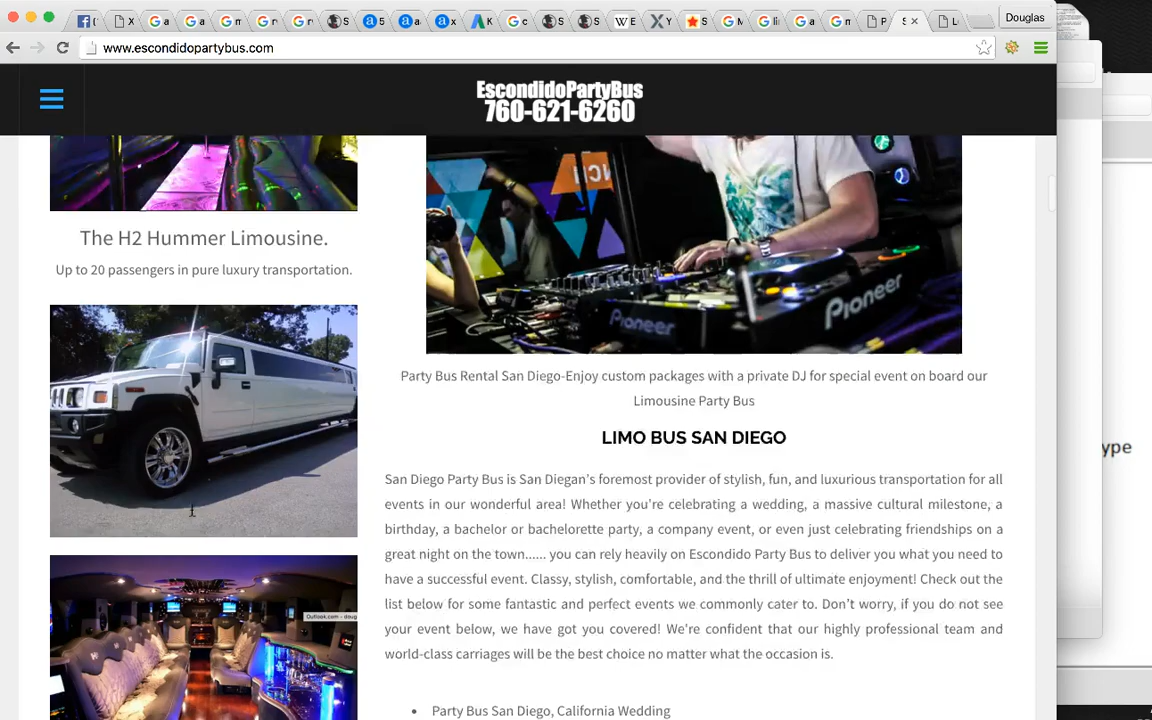 Douglas
www.escondidopartybus.com
EscondidoPartyBus
760-621-6260
The H2 Hummer Limousine.
Up to 20 passengers in pure luxury transportation.
Pioneer
Pioneer
Party Bus Rental San Diego-Enjoy custom packages with a private DJ for special event on board our
Limousine Party Bus
LIMO BUS SAN DIEGO
San Diego Party Bus is San Diegan's foremost provider of stylish, fun, and luxurious transportation for all
events in our wonderful area! Whether you're celebrating a wedding, a massive cultural milestone, a
birthday, a bachelor or bachelorette party, a company event, or even just celebrating friendships on a
great night on the town...... you can rely heavily on Escondido Party Bus to deliver you what you need to
have a successful event. Classy, stylish, comfortable, and the thrill of ultimate enjoyment! Check out the
list below for some fantastic and perfect events we commonly cater to. Don't worry, if you do not see
your event below, we have got you covered! We're confident that our highly professional team and
world-class carriages will be the best choice no matter what the occasion is.
• Party Bus San Diego, California Wedding
Outlook.com - doug
ype